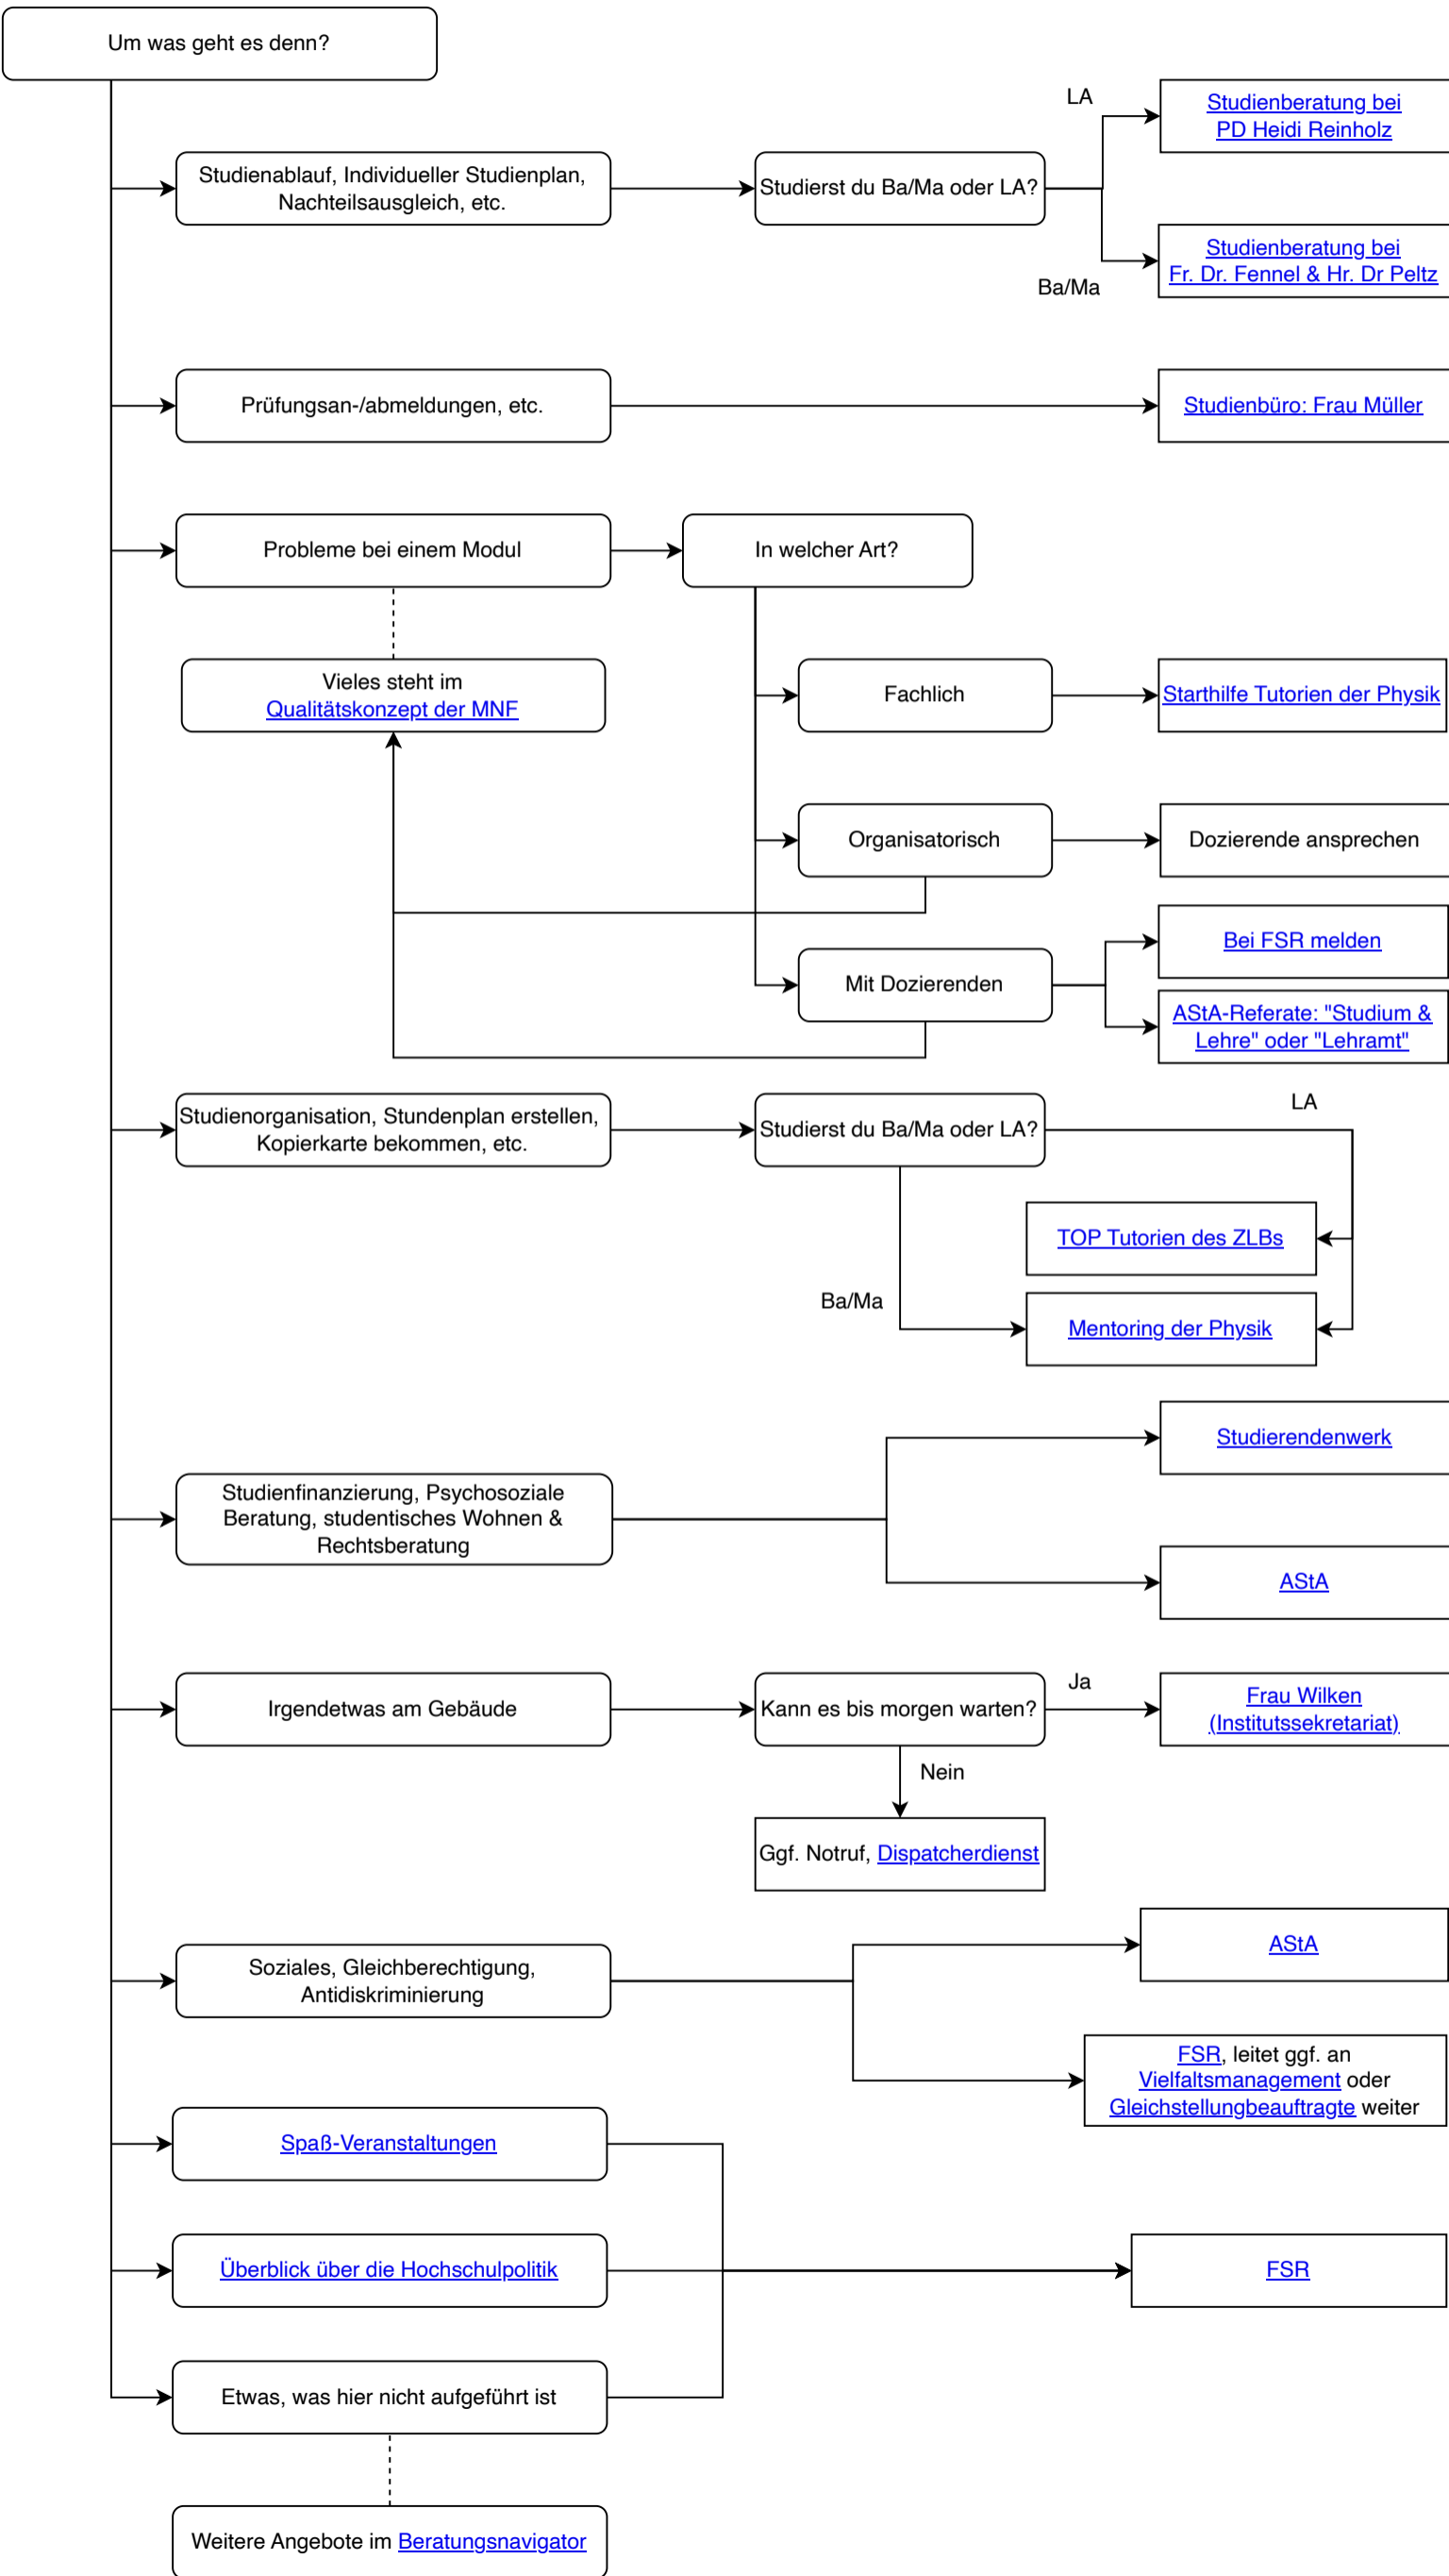 Um was geht es denn?
LA
Studienberatung bei
PD Heidi Reinholz
Studienablauf, Individueller Studienplan,
Nachteilsausgleich, etc.
Studierst du Ba/Ma oder LA?
Studienberatung bei
Fr. Dr. Fennel & Hr. Dr Peltz
Ba/Ma
Prüfungsan-/abmeldungen, etc.
Studienbüro: Frau Müller
Probleme bei einem Modul
In welcher Art?
Vieles steht im
Qualitätskonzept der MNF
Fachlich
Starthilfe Tutorien der Physik
Organisatorisch
Dozierende ansprechen
Mit Dozierenden
Bei FSR melden
AStA-Referate: "Studium &
Lehre" oder "Lehramt"
Studienorganisation, Stundenplan erstellen,
Kopierkarte bekommen, etc.
Studierst du Ba/Ma oder LA?
LA
TOP Tutorien des ZLBs
Ba/Ma
Mentoring der Physik
Studierendenwerk
Studienfinanzierung, Psychosoziale
Beratung, studentisches Wohnen &
Rechtsberatung
AStA
Irgendetwas am Gebäude
Kann es bis morgen warten?
Ja
Frau Wilken
(Institutssekretariat)
Nein
Ggf. Notruf, Dispatcherdienst
AStA
Soziales, Gleichberechtigung,
Antidiskriminierung
FSR, leitet ggf. an
Vielfaltsmanagement oder
Gleichstellungbeauftragte weiter
Spaß-Veranstaltungen
Überblick über die Hochschulpolitik
FSR
Etwas, was hier nicht aufgeführt ist
Weitere Angebote im Beratungsnavigator